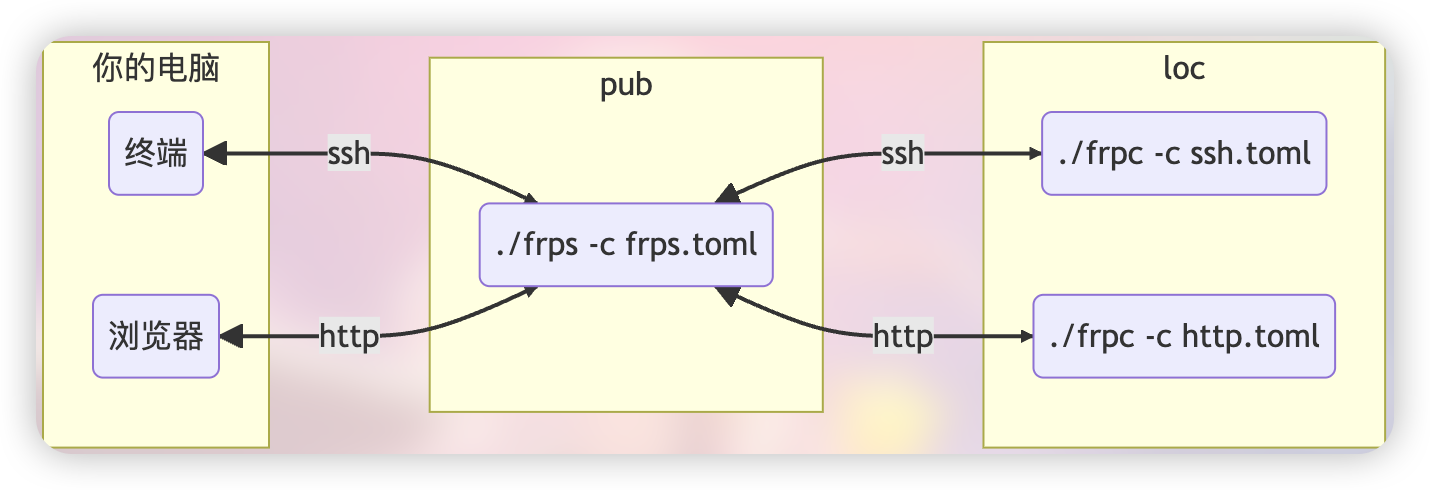 你的电脑
终端
浏览器
ssh
http
pub
./frps -c frps.toml
ssh
http
loc
./frpc -c ssh.toml
./frpc -c http.toml